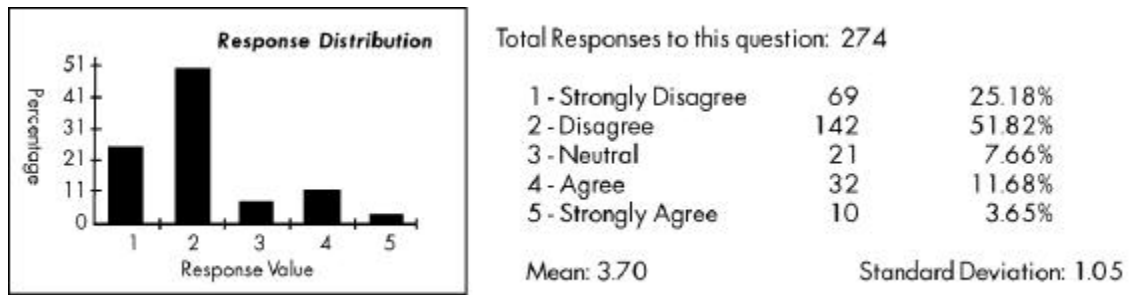 Response Distribution
51
41
31
21
11
0
Percentage
1 2 3 4 5
Response Value
Total Responses to this question: 274
1 - Strongly Disagree 69 25.18%
2 - Disagree 142 51.82%
3 - Neutral 21 7.66%
4 - Agree 32 11.68%
5 - Strongly Agree 10 3.65%
Mean: 3.70 Standard Deviation: 1.05